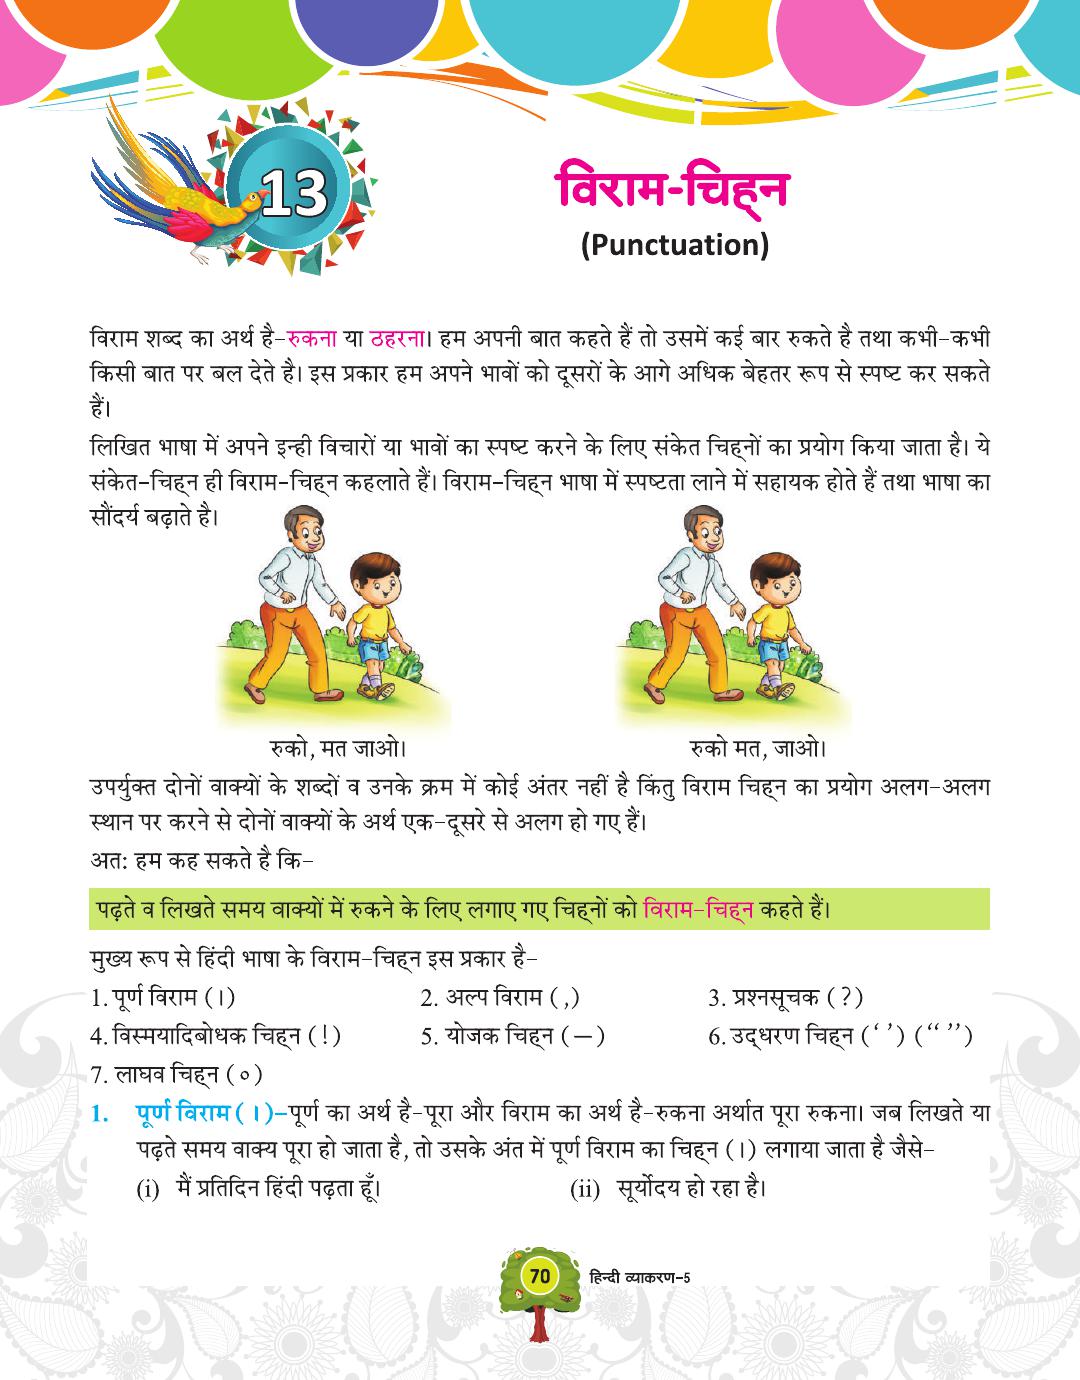 13
विराम-चिह्‌न
(Punctuation)
विराम शब्द का अर्थ है-रुकना या ठहरना। हम अपनी बात कहते हैं तो उसमें कई बार रुकते है तथा कभी-कभी
किसी बात पर बल देते है। इस प्रकार हम अपने भावों को दूसरों के आगे अधिक बेहतर रूप से स्पष्ट कर सकते
हैं।
लिखित भाषा में अपने इन्ही विचारों या भावों का स्पष्ट करने के लिए संकेत चिह्‌नों का प्रयोग किया जाता है। ये
संकेत-चिह्‌न ही विराम-चिह्‌न कहलाते हैं। विराम-चिह्‌न भाषा में स्पष्टता लाने में सहायक होते हैं तथा भाषा का
सौंदर्य बढ़ाते है।
रुको, मत जाओ।
रुको मत, जाओ।
उपर्युक्त दोनों वाक्यों के शब्दों व उनके क्रम में कोई अंतर नहीं है किंतु विराम चिह्‌न का प्रयोग अलग-अलग
स्थान पर करने से दोनों वाक्यों के अर्थ एक-दूसरे से अलग हो गए हैं।
अत: हम कह सकते है कि-
पढ़ते व लिखते समय वाक्यों में रुकने के लिए लगाए गए चिह्‌नों को विराम-चिह्‌न कहते हैं।
मुख्य रूप से हिंदी भाषा के विराम-चिह्‌न इस प्रकार है-
1. पूर्ण विराम (।) 2. अल्प विराम (,) 3. प्रश्नसूचक (?)
4. विस्मयादिबोधक चिह्‌न (!) 5. योजक चिह्‌न (—) 6. उद्‌धरण चिह्‌न (‘ ’) (“ ”)
7. लाघव चिह्‌न (०)
1. पूर्ण विराम (।)-पूर्ण का अर्थ है-पूरा और विराम का अर्थ है-रुकना अर्थात पूरा रुकना। जब लिखते या
पढ़ते समय वाक्य पूरा हो जाता है, तो उसके अंत में पूर्ण विराम का चिह्‌न (।) लगाया जाता है जैसे-
(i) मैं प्रतिदिन हिंदी पढ़ता हूँ। (ii) सूर्योदय हो रहा है।
70 हिन्दी व्याकरण-5